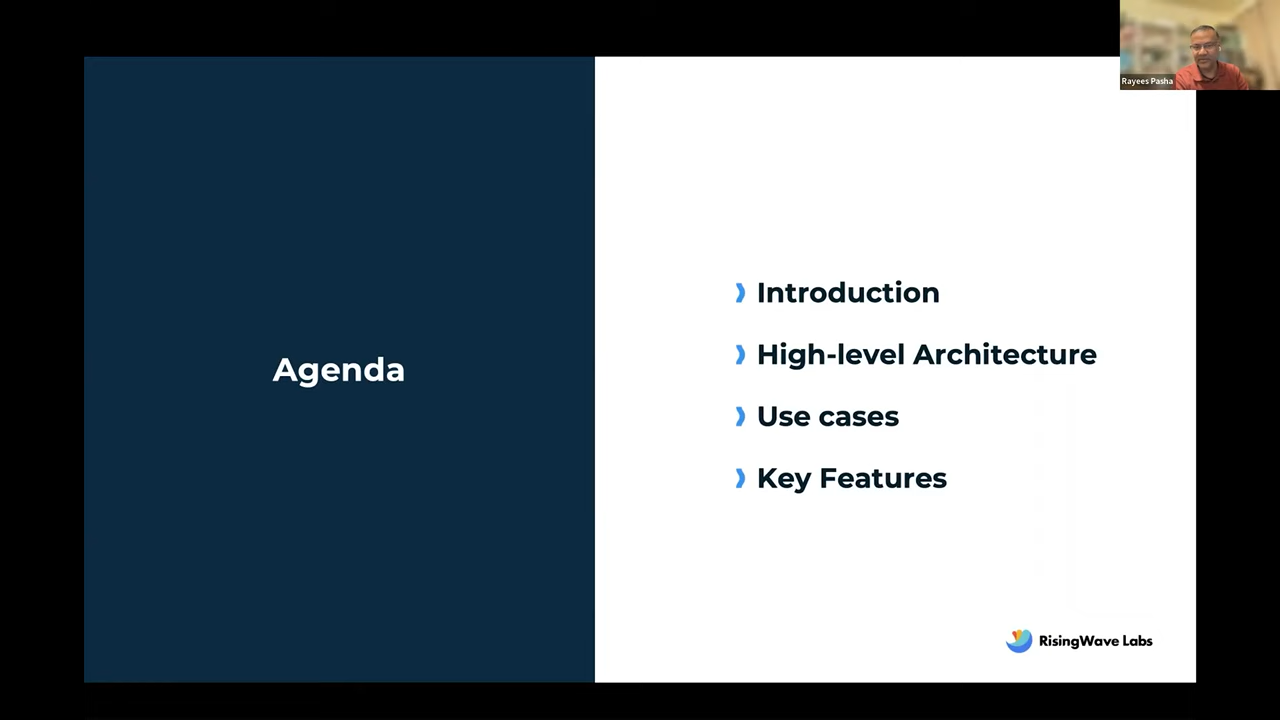 Rayees Pasha
Agenda
Introduction
High-level Architecture
Use cases
Key Features
RisingWave Labs